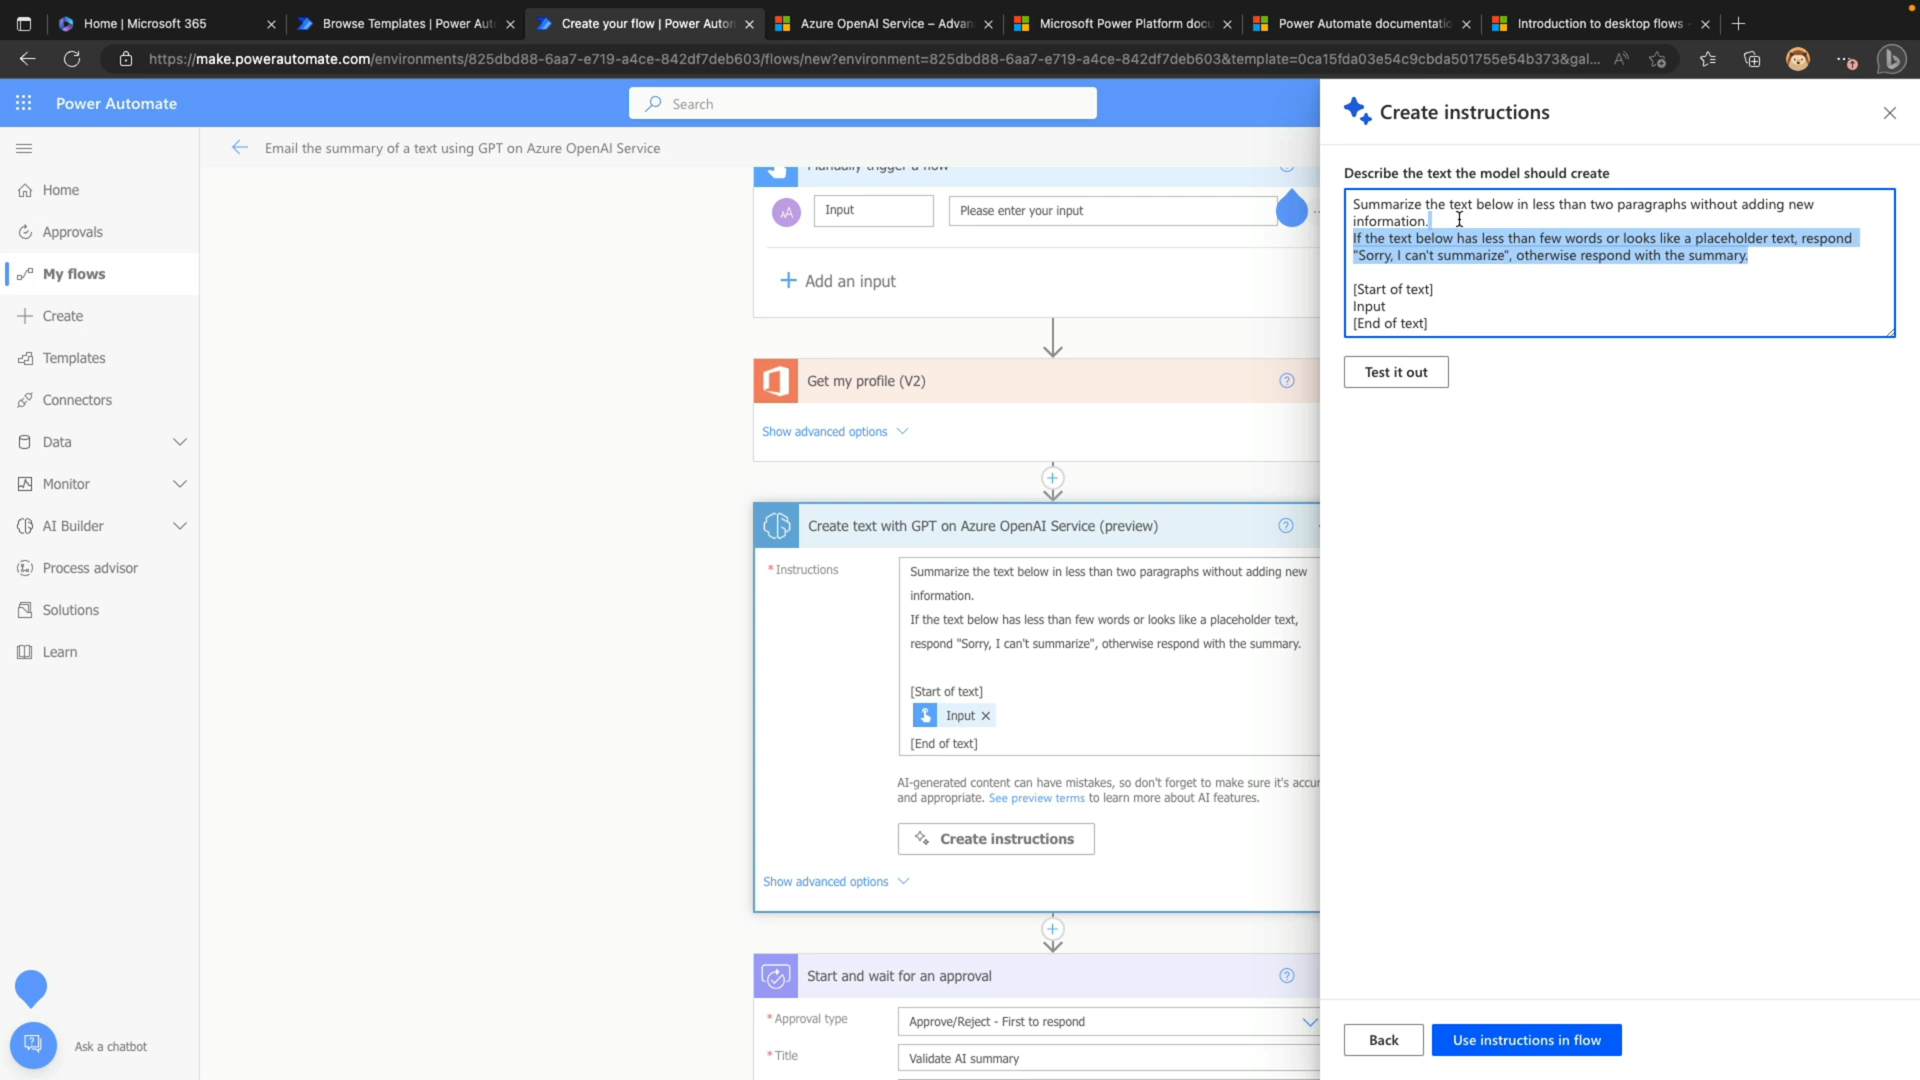 Home | Microsoft 365
Browse Templates | Power Aut
Create your flow | Power Autom
Azure OpenAI Service – Advan
Microsoft Power Platform docu
Power Automate documentatio
Introduction to desktop flows
https://make.powerautomate.com/environments/825dbd88-6aa7-e719-a4ce-842df7deb603/flows/new?environment=825dbd88-6aa7-e719-a4ce-842df7deb603&template=0ca15fda03e54c9cbda501755e54b373&gal...
Power Automate
Search
Email the summary of a text using GPT on Azure OpenAI Service
Home
Approvals
My flows
Create
Templates
Connectors
Data
Monitor
AI Builder
Process advisor
Solutions
Learn
Ask a chatbot
Manually trigger a flow
Input
Please enter your input
Add an input
Get my profile (V2)
Show advanced options
Create text with GPT on Azure OpenAI Service (preview)
* Instructions
Summarize the text below in less than two paragraphs without adding new
information.
If the text below has less than few words or looks like a placeholder text,
respond "Sorry, I can't summarize", otherwise respond with the summary.
[Start of text]
Input
[End of text]
AI-generated content can have mistakes, so don't forget to make sure it's accur
and appropriate. See preview terms to learn more about AI features.
Create instructions
Show advanced options
Start and wait for an approval
* Approval type
Approve/Reject - First to respond
* Title
Validate AI summary
Create instructions
Describe the text the model should create
Summarize the text below in less than two paragraphs without adding new
information.
If the text below has less than few words or looks like a placeholder text, respond
"Sorry, I can't summarize", otherwise respond with the summary.
[Start of text]
Input
[End of text]
Test it out
Back
Use instructions in flow